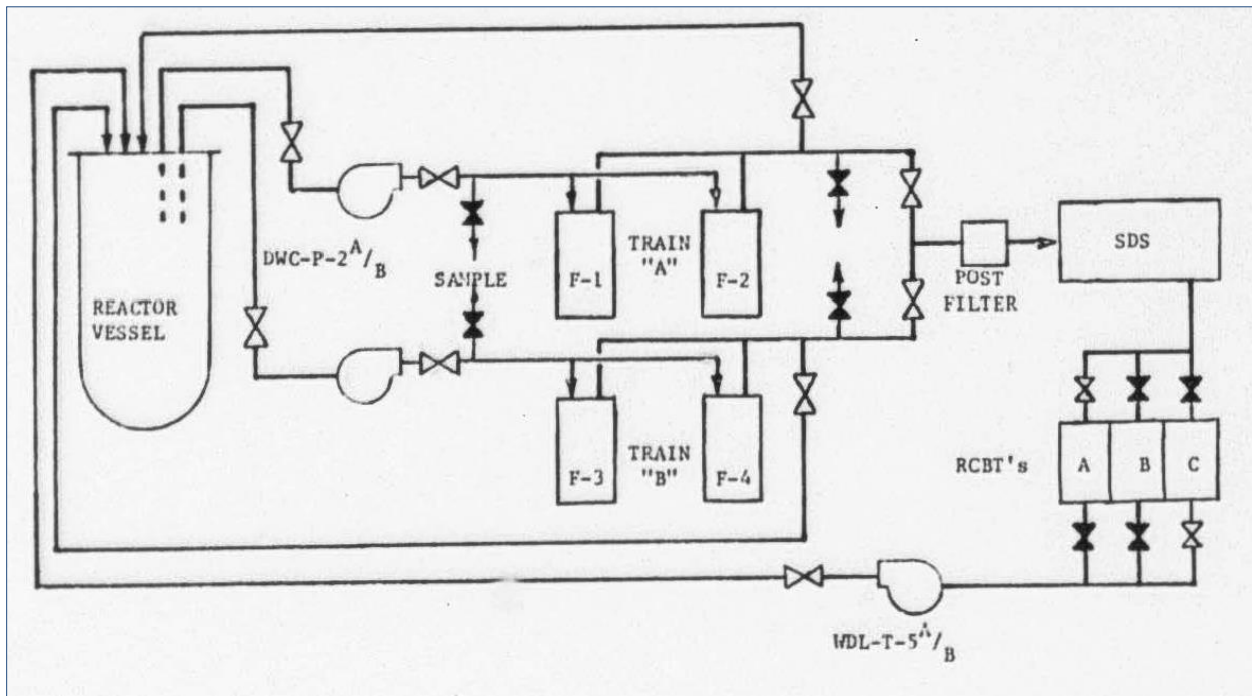 DWC-P-2A/B
REACTOR
VESSEL
SAMPLE
F-1
TRAIN
"A"
F-2
F-3
TRAIN
"B"
F-4
POST
FILTER
SDS
RCBT's
A
B
C
WDL-T-5A/B